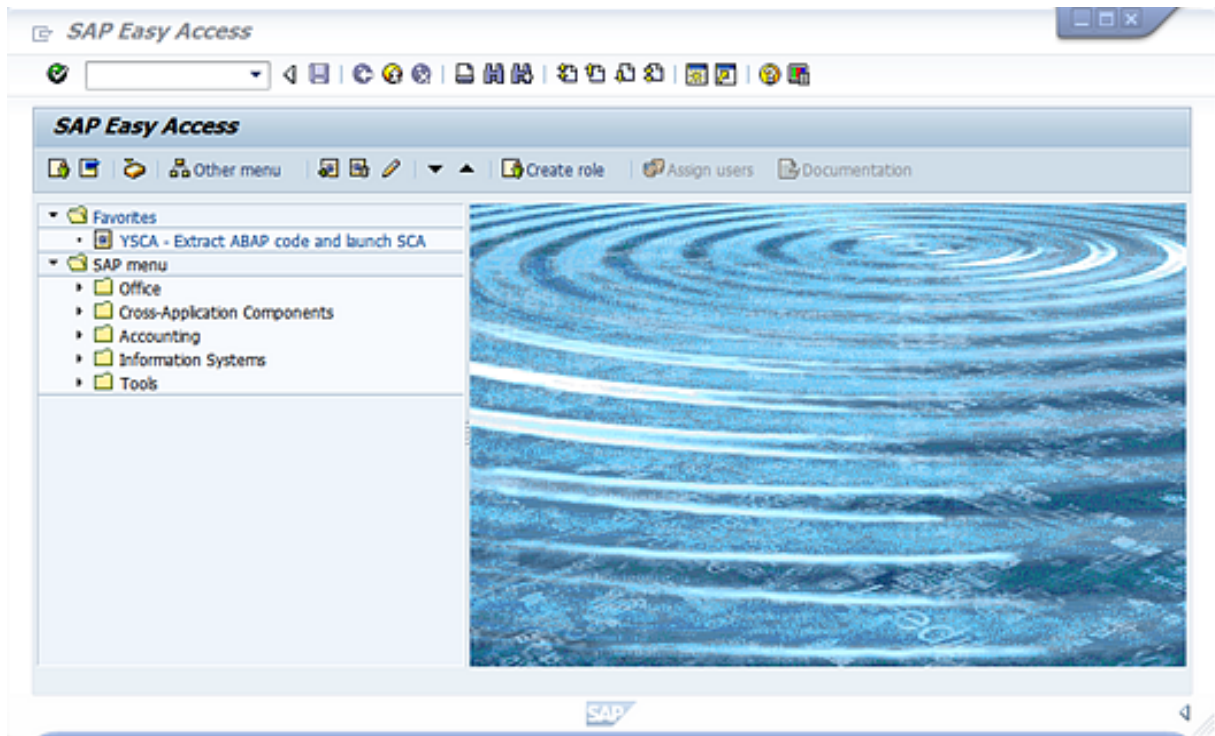 SAP Easy Access
SAP Easy Access
Other menu Create role Assign users Documentation
Favorites
YSCA - Extract ABAP code and launch SCA
SAP menu
Office
Cross-Application Components
Accounting
Information Systems
Tools
SAP